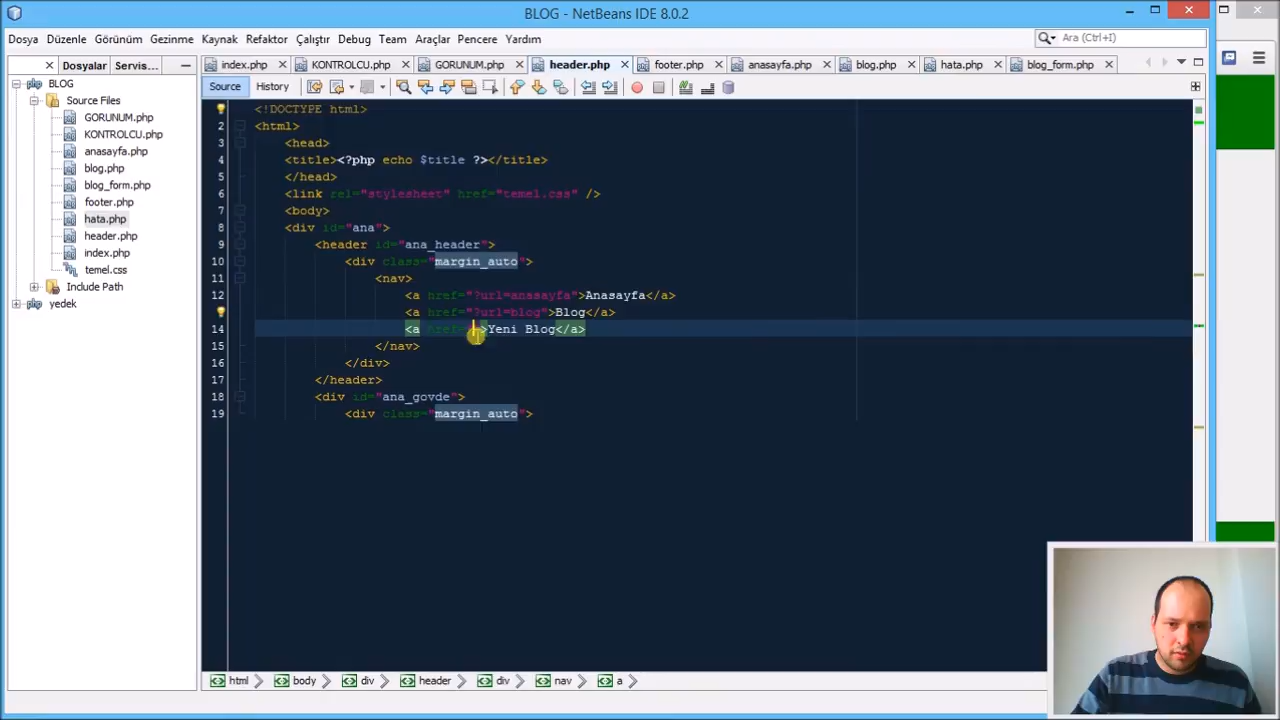 BLOG - NetBeans IDE 8.0.2
Dosya Düzenle Görünüm Gezinme Kaynak Refaktor Çalıştır Debug Team Araçlar Pencere Yardım
Ara (Ctrl+I)
Dosyalar Servis...
index.php KONTROLCU.php GORUNUM.php header.php footer.php anasayfa.php blog.php hata.php blog_form.php
Source History
BLOG
Source Files
GORUNUM.php
KONTROLCU.php
anasayfa.php
blog.php
blog_form.php
footer.php
hata.php
header.php
index.php
temel.css
Include Path
yedek
<!DOCTYPE html>
2 <html>
3 <head>
4 <title><?php echo $title ?></title>
5 </head>
6 <link rel="stylesheet" href="temel.css" />
7 <body>
8 <div id="ana">
9 <header id="ana_header">
10 <div class="margin_auto">
11 <nav>
12 <a href="?url=anasayfa">Anasayfa</a>
<a href="?url=blog">Blog</a>
14 <a href="">Yeni Blog</a>
15 </nav>
16 </div>
17 </header>
18 <div id="ana_govde">
19 <div class="margin_auto">
html body div header div nav a